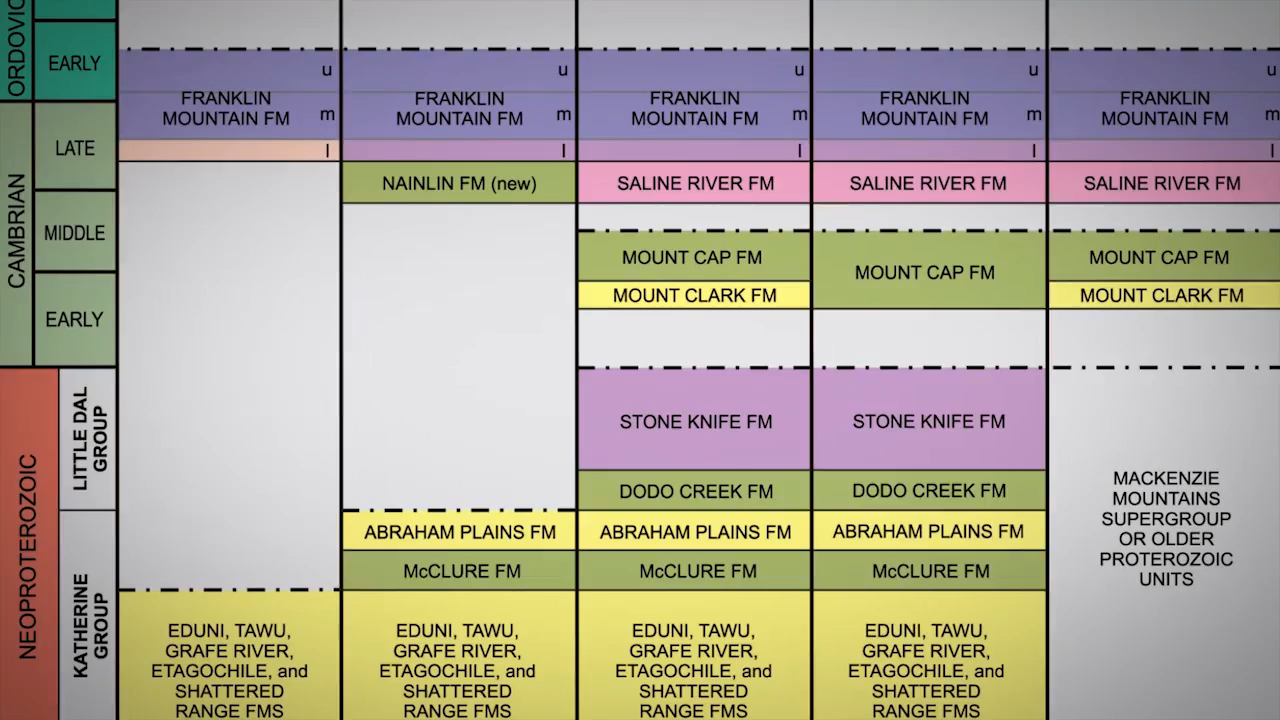 ORDOVIC
EARLY
CAMBRIAN
LATE
MIDDLE
EARLY
NEOPROTEROZOIC
LITTLE DAL
GROUP
KATHERINE
GROUP
FRANKLIN
MOUNTAIN FM
u
m
l
EDUNI, TAWU,
GRAFE RIVER,
ETAGOCHILE, and
SHATTERED
RANGE FMS
FRANKLIN
MOUNTAIN FM
u
m
l
NAINLIN FM (new)
ABRAHAM PLAINS FM
McCLURE FM
EDUNI, TAWU,
GRAFE RIVER,
ETAGOCHILE, and
SHATTERED
RANGE FMS
FRANKLIN
MOUNTAIN FM
u
m
l
SALINE RIVER FM
MOUNT CAP FM
MOUNT CLARK FM
STONE KNIFE FM
DODO CREEK FM
ABRAHAM PLAINS FM
McCLURE FM
EDUNI, TAWU,
GRAFE RIVER,
ETAGOCHILE, and
SHATTERED
RANGE FMS
FRANKLIN
MOUNTAIN FM
u
m
l
SALINE RIVER FM
MOUNT CAP FM
STONE KNIFE FM
DODO CREEK FM
ABRAHAM PLAINS FM
McCLURE FM
EDUNI, TAWU,
GRAFE RIVER,
ETAGOCHILE, and
SHATTERED
RANGE FMS
FRANKLIN
MOUNTAIN FM
u
m
l
SALINE RIVER FM
MOUNT CAP FM
MOUNT CLARK FM
MACKENZIE
MOUNTAINS
SUPERGROUP
OR OLDER
PROTEROZOIC
UNITS